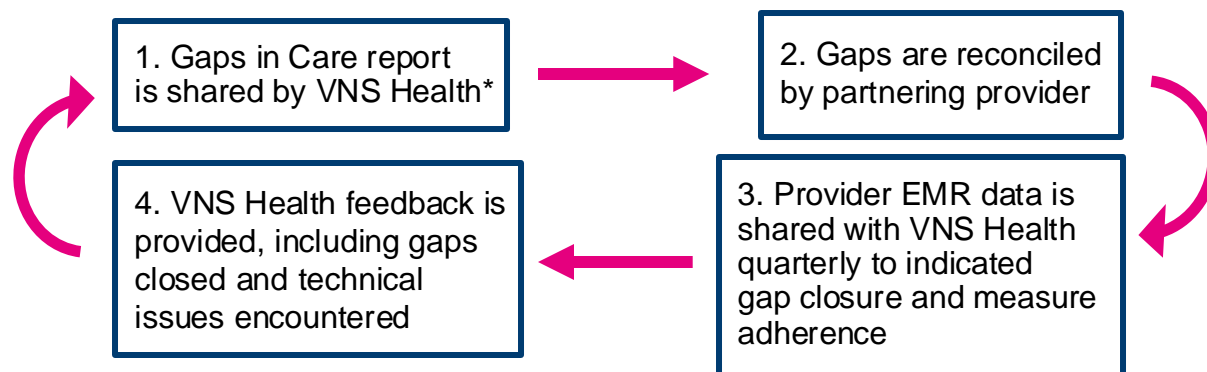 1. Gaps in Care report
is shared by VNS Health*
2. Gaps are reconciled
by partnering provider
3. Provider EMR data is
shared with VNS Health
quarterly to indicated
gap closure and measure
adherence
4. VNS Health feedback is
provided, including gaps
closed and technical
issues encountered